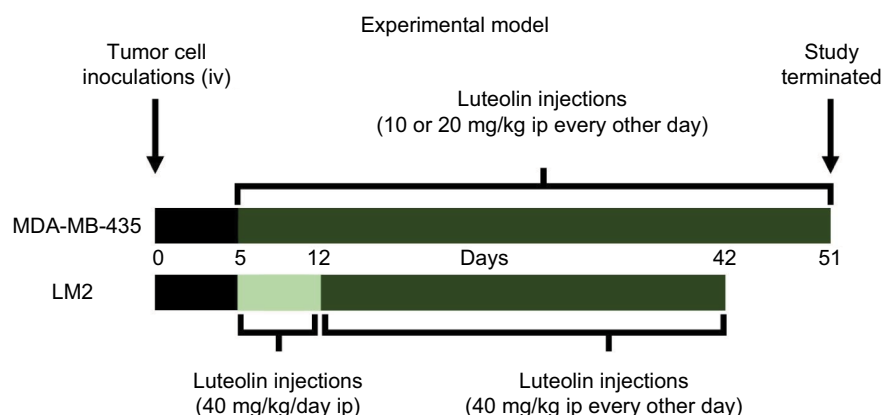 Experimental model
Tumor cell
inoculations (iv)
Study
terminated
Luteolin injections
(10 or 20 mg/kg ip every other day)
MDA-MB-435
0 5 12 Days 42 51
LM2
Luteolin injections
(40 mg/kg/day ip)
Luteolin injections
(40 mg/kg ip every other day)